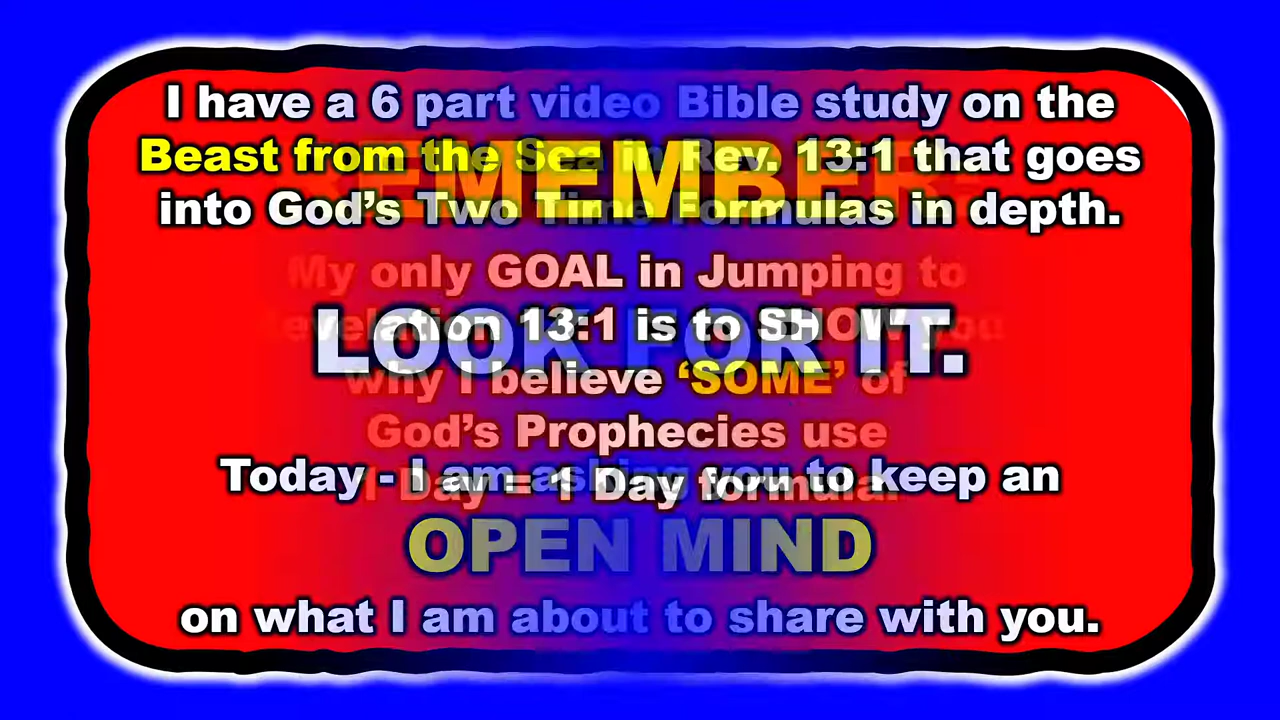 I have a 6 part video Bible study on the
Beast from the Sea in Rev. 13:1 that goes
into God's Two Time Formulas in depth.
LOOK FOR IT.
Today - I am asking you to keep an
OPEN MIND
on what I am about to share with you.
REMEMBER-
My only GOAL in Jumping to
Revelation 13:1 is to SHOW you
why I believe ‘SOME’ of
God's Prophecies use
1 Day = 1 Day formula.